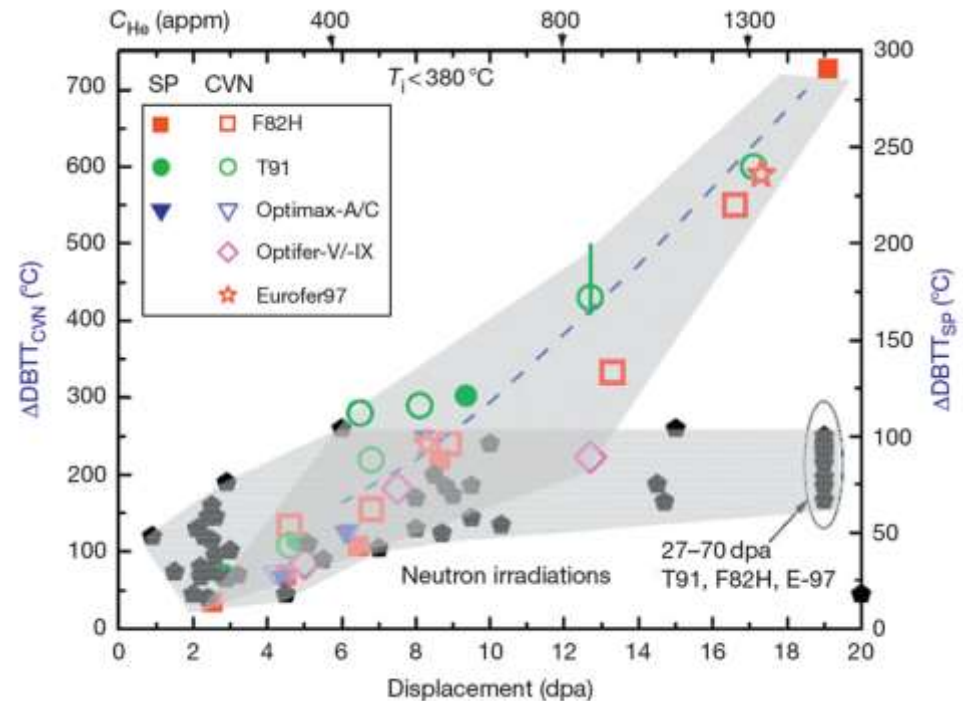 C_He (appm) 400 800 1300
SP CVN T_i < 380 °C
F82H
T91
Optimax-A/C
Optifer-V/-IX
Eurofer97
700
600
500
400
300
200
100
0
ΔDBTT_CVN (°C)
300
250
200
150
100
50
0
ΔDBTT_SP (°C)
27–70 dpa
T91, F82H, E-97
Neutron irradiations
0 2 4 6 8 10 12 14 16 18 20
Displacement (dpa)